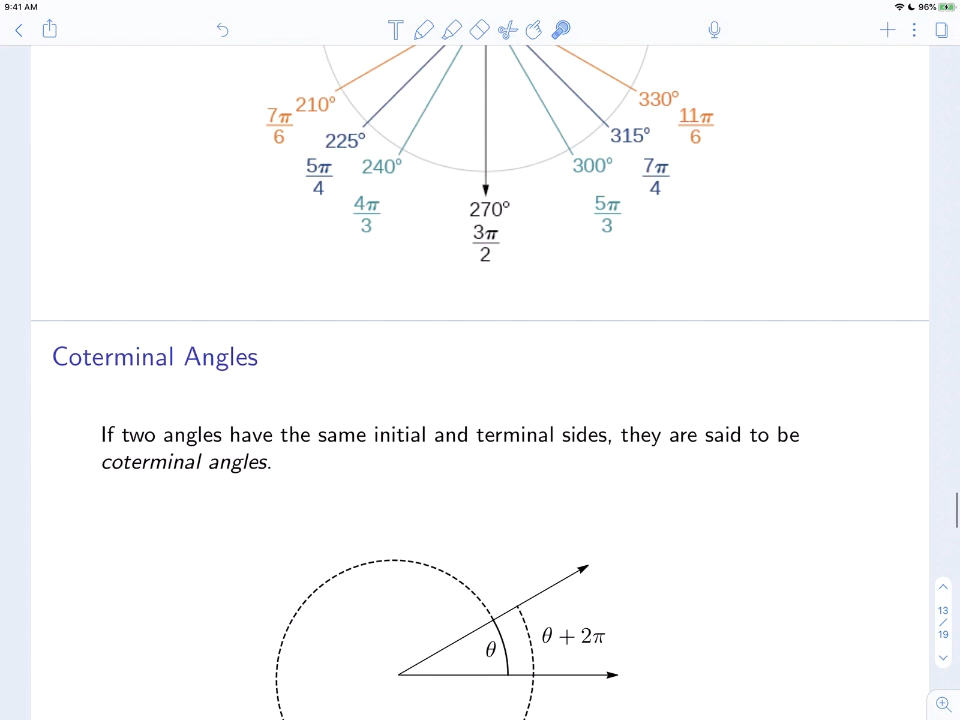 9:41 AM
96%
210°
7π
6
225°
5π
4
240°
4π
3
270°
3π
2
300°
5π
3
315°
7π
4
330°
11π
6
Coterminal Angles
If two angles have the same initial and terminal sides, they are said to be
coterminal angles.
θ
θ + 2π
13
/
19